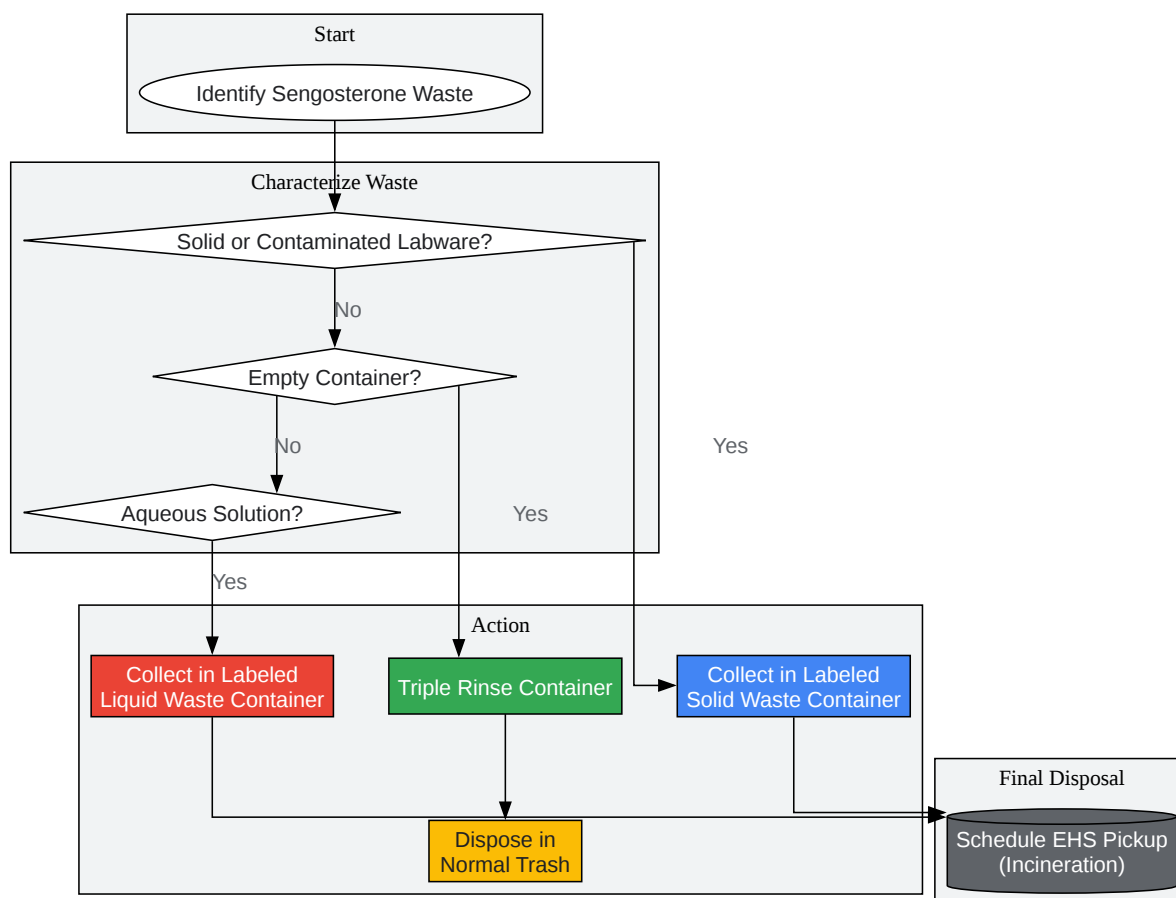 Start
Identify Sengosterone Waste
Characterize Waste
Solid or Contaminated Labware?
No
Empty Container?
No
Yes
Aqueous Solution?
Yes
Yes
Action
Collect in Labeled
Liquid Waste Container
Triple Rinse Container
Collect in Labeled
Solid Waste Container
Dispose in
Normal Trash
Final Disposal
Schedule EHS Pickup
(Incineration)